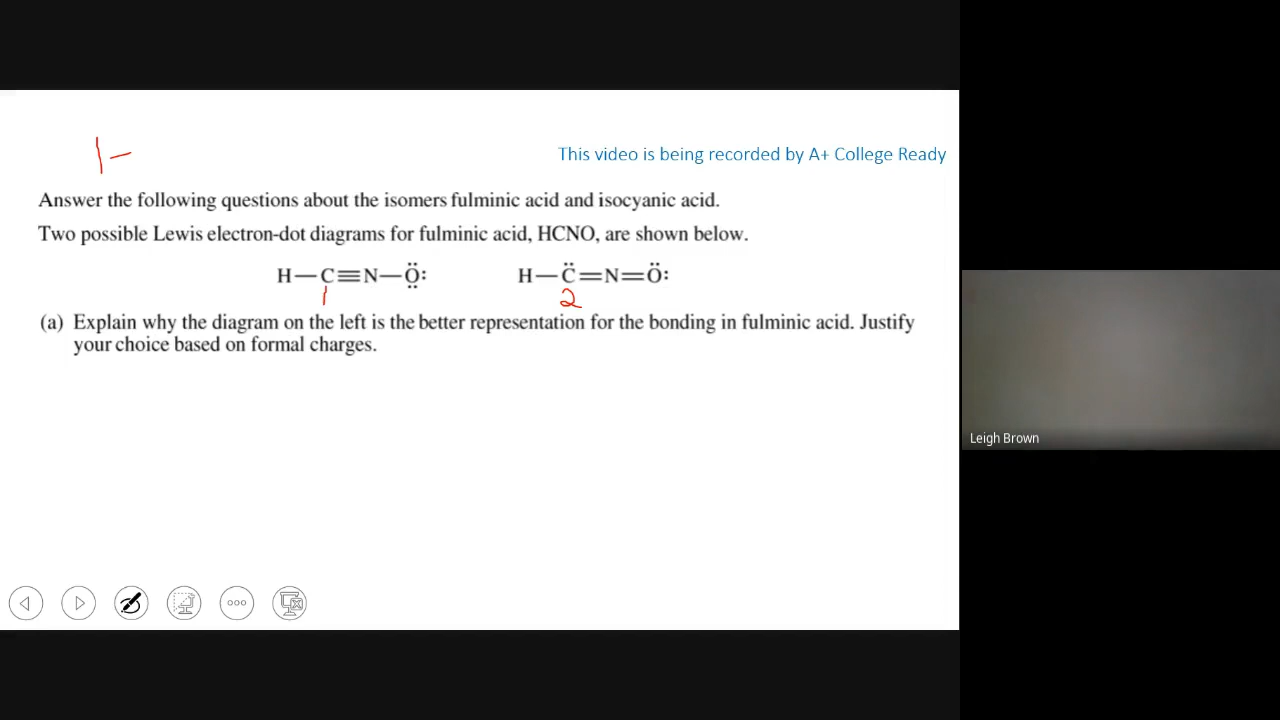 1-
This video is being recorded by A+ College Ready
Answer the following questions about the isomers fulminic acid and isocyanic acid.
Two possible Lewis electron-dot diagrams for fulminic acid, HCNO, are shown below.
H—C≡N—Ö̤: H—C̈=N=Ö:
1 2
(a) Explain why the diagram on the left is the better representation for the bonding in fulminic acid. Justify
your choice based on formal charges.
Leigh Brown